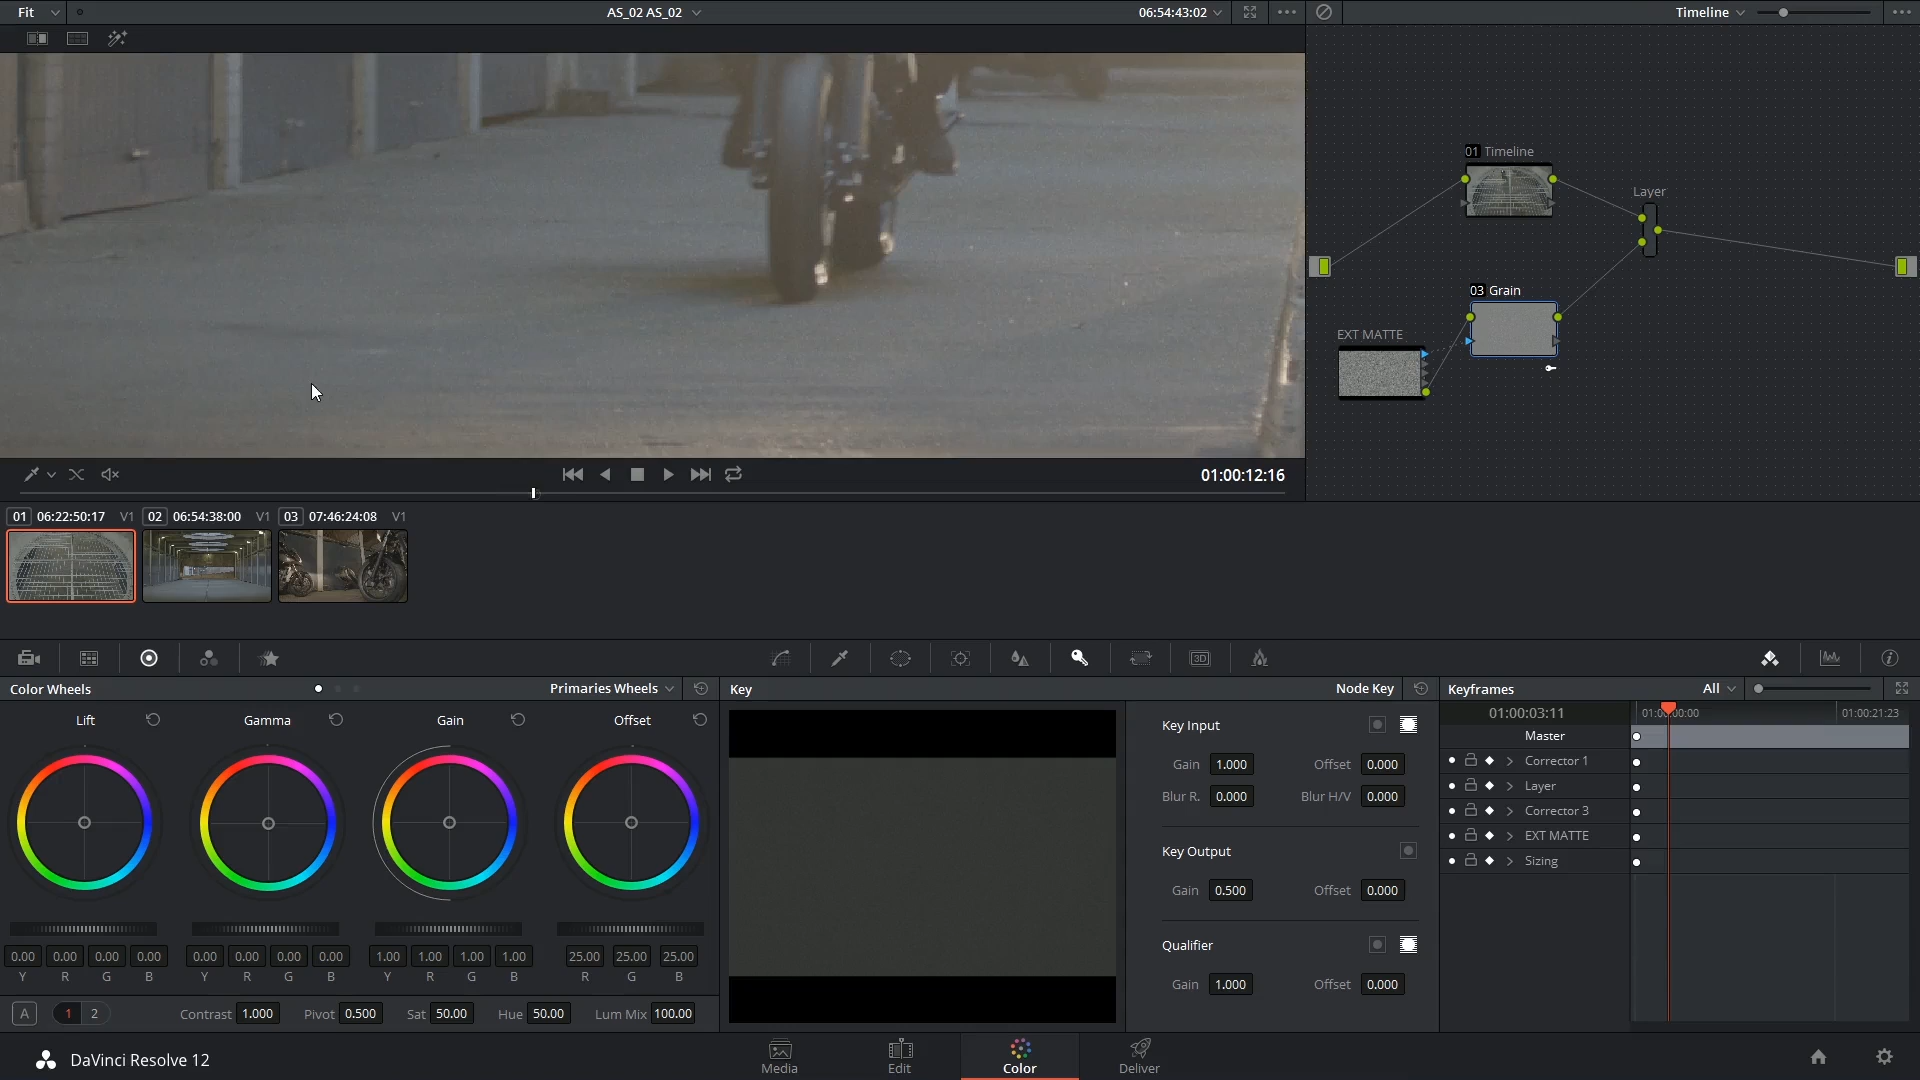 Fit
AS_02 AS_02
06:54:43:02
Timeline
01 Timeline
Layer
03 Grain
EXT MATTE
01:00:12:16
01 06:22:50:17 V1
02 06:54:38:00 V1
03 07:46:24:08 V1
3D
Color Wheels
Primaries Wheels
Key
Node Key
Keyframes
All
Lift
Gamma
Gain
Offset
0.00 0.00 0.00 0.00
Y R G B
0.00 0.00 0.00 0.00
Y R G B
1.00 1.00 1.00 1.00
Y R G B
25.00 25.00 25.00
R G B
A
1 2
Contrast 1.000
Pivot 0.500
Sat 50.00
Hue 50.00
Lum Mix 100.00
Key Input
Gain 1.000 Offset 0.000
Blur R. 0.000 Blur H/V 0.000
Key Output
Gain 0.500 Offset 0.000
Qualifier
Gain 1.000 Offset 0.000
01:00:03:11
01:00:21:23
Master
Corrector 1
Layer
Corrector 3
EXT MATTE
Sizing
DaVinci Resolve 12
Media
Edit
Color
Deliver